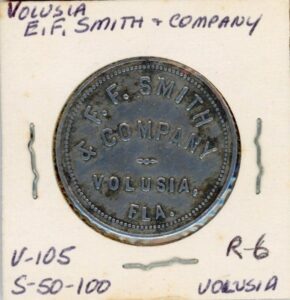 VOLUSIA
E.F. SMITH + COMPANY
E. F. SMITH
& COMPANY
VOLUSIA,
FLA.
V-105
R-6
S-50-100
VOLUSIA